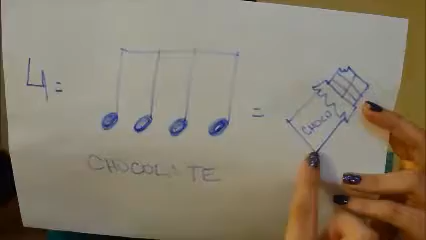 4 = =
CHOCO
CHOCOLATE